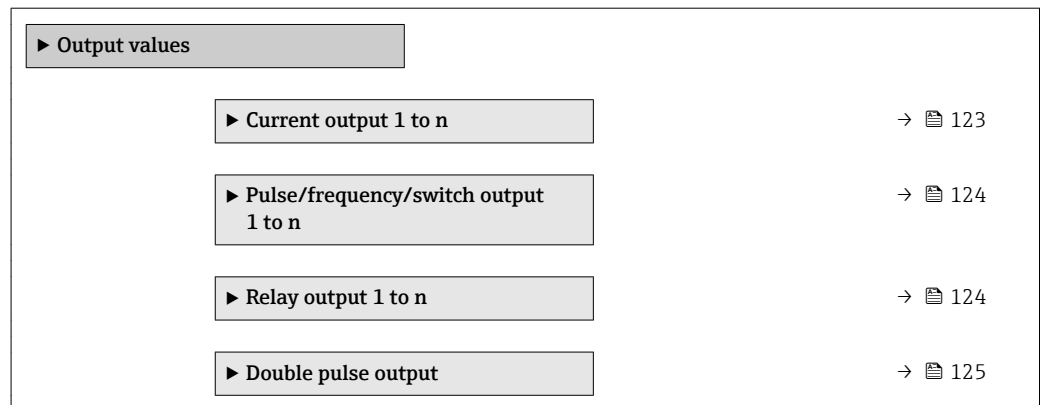 ▶ Output values
▶ Current output 1 to n → 123
▶ Pulse/frequency/switch output
1 to n → 124
▶ Relay output 1 to n → 124
▶ Double pulse output → 125